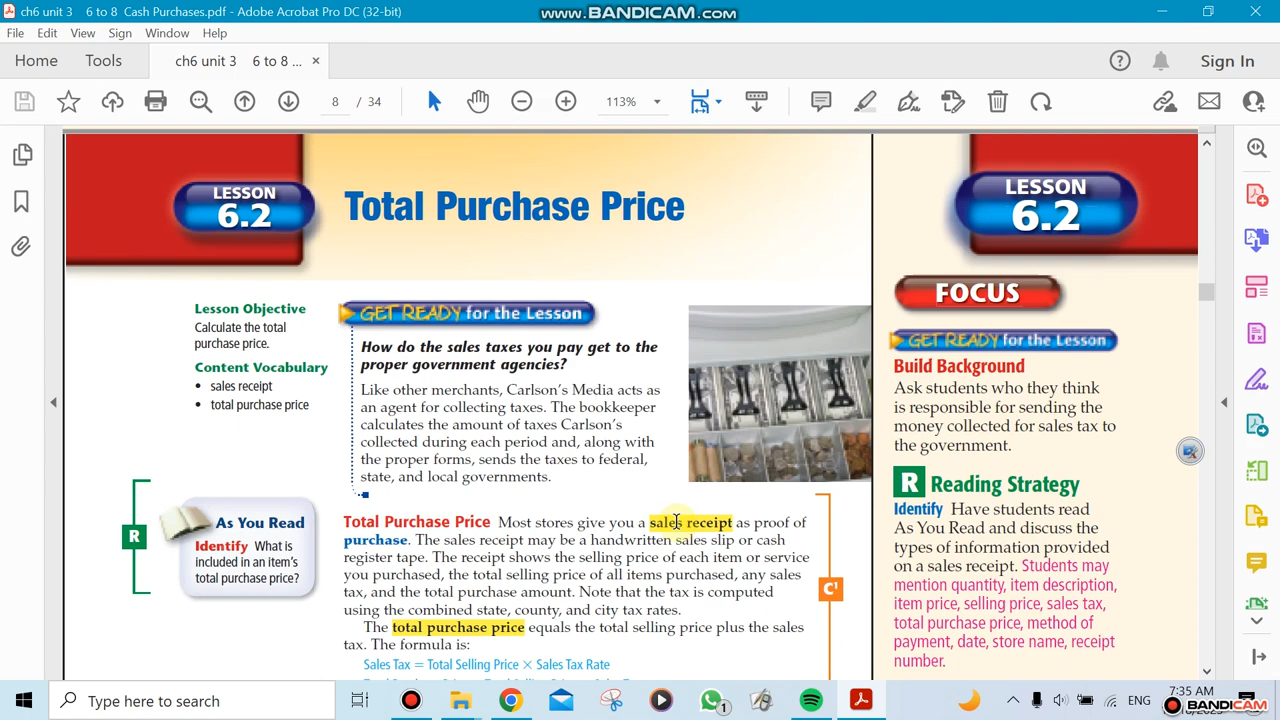 ch6 unit 3 6 to 8 Cash Purchases.pdf - Adobe Acrobat Pro DC (32-bit)
www.BANDICAM.com
File Edit View Sign Window Help
Home Tools ch6 unit 3 6 to 8 ... × Sign In
8 / 34 113%
LESSON
6.2
Total Purchase Price
Lesson Objective
Calculate the total
purchase price.
Content Vocabulary
• sales receipt
• total purchase price
GET READY for the Lesson
How do the sales taxes you pay get to the
proper government agencies?
Like other merchants, Carlson's Media acts as
an agent for collecting taxes. The bookkeeper
calculates the amount of taxes Carlson's
collected during each period and, along with
the proper forms, sends the taxes to federal,
state, and local governments.
R
As You Read
Identify What is
included in an item's
total purchase price?
Total Purchase Price Most stores give you a sales receipt as proof of
purchase. The sales receipt may be a handwritten sales slip or cash
register tape. The receipt shows the selling price of each item or service
you purchased, the total selling price of all items purchased, any sales
tax, and the total purchase amount. Note that the tax is computed
using the combined state, county, and city tax rates.
The total purchase price equals the total selling price plus the sales
tax. The formula is:
Sales Tax = Total Selling Price × Sales Tax Rate
C1
LESSON
6.2
FOCUS
GET READY for the Lesson
Build Background
Ask students who they think
is responsible for sending the
money collected for sales tax to
the government.
R Reading Strategy
Identify Have students read
As You Read and discuss the
types of information provided
on a sales receipt. Students may
mention quantity, item description,
item price, selling price, sales tax,
total purchase price, method of
payment, date, store name, receipt
number.
Type here to search
1
ENG
7:35 AM
BANDICAM